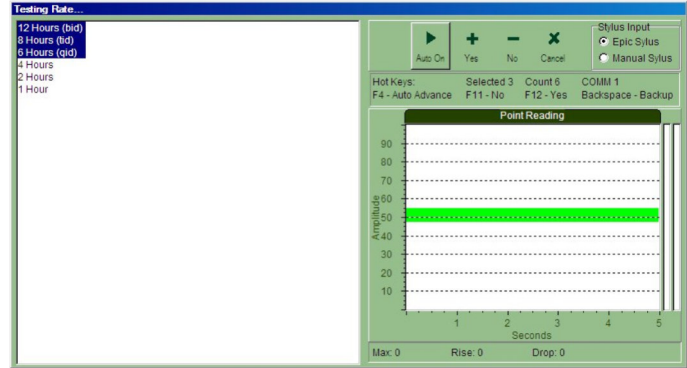 Testing Rate...
12 Hours (bid)
8 Hours (tid)
6 Hours (qid)
4 Hours
2 Hours
1 Hour
Auto On Yes No Cancel
Stylus Input
Epic Sylus
Manual Sylus
Hot Keys: Selected 3 Count 6 COMM 1
F4 - Auto Advance F11 - No F12 - Yes Backspace - Backup
Point Reading
Amplitude
90
80
70
60
50
40
30
20
10
1 2 3 4 5
Seconds
Max: 0 Rise: 0 Drop: 0